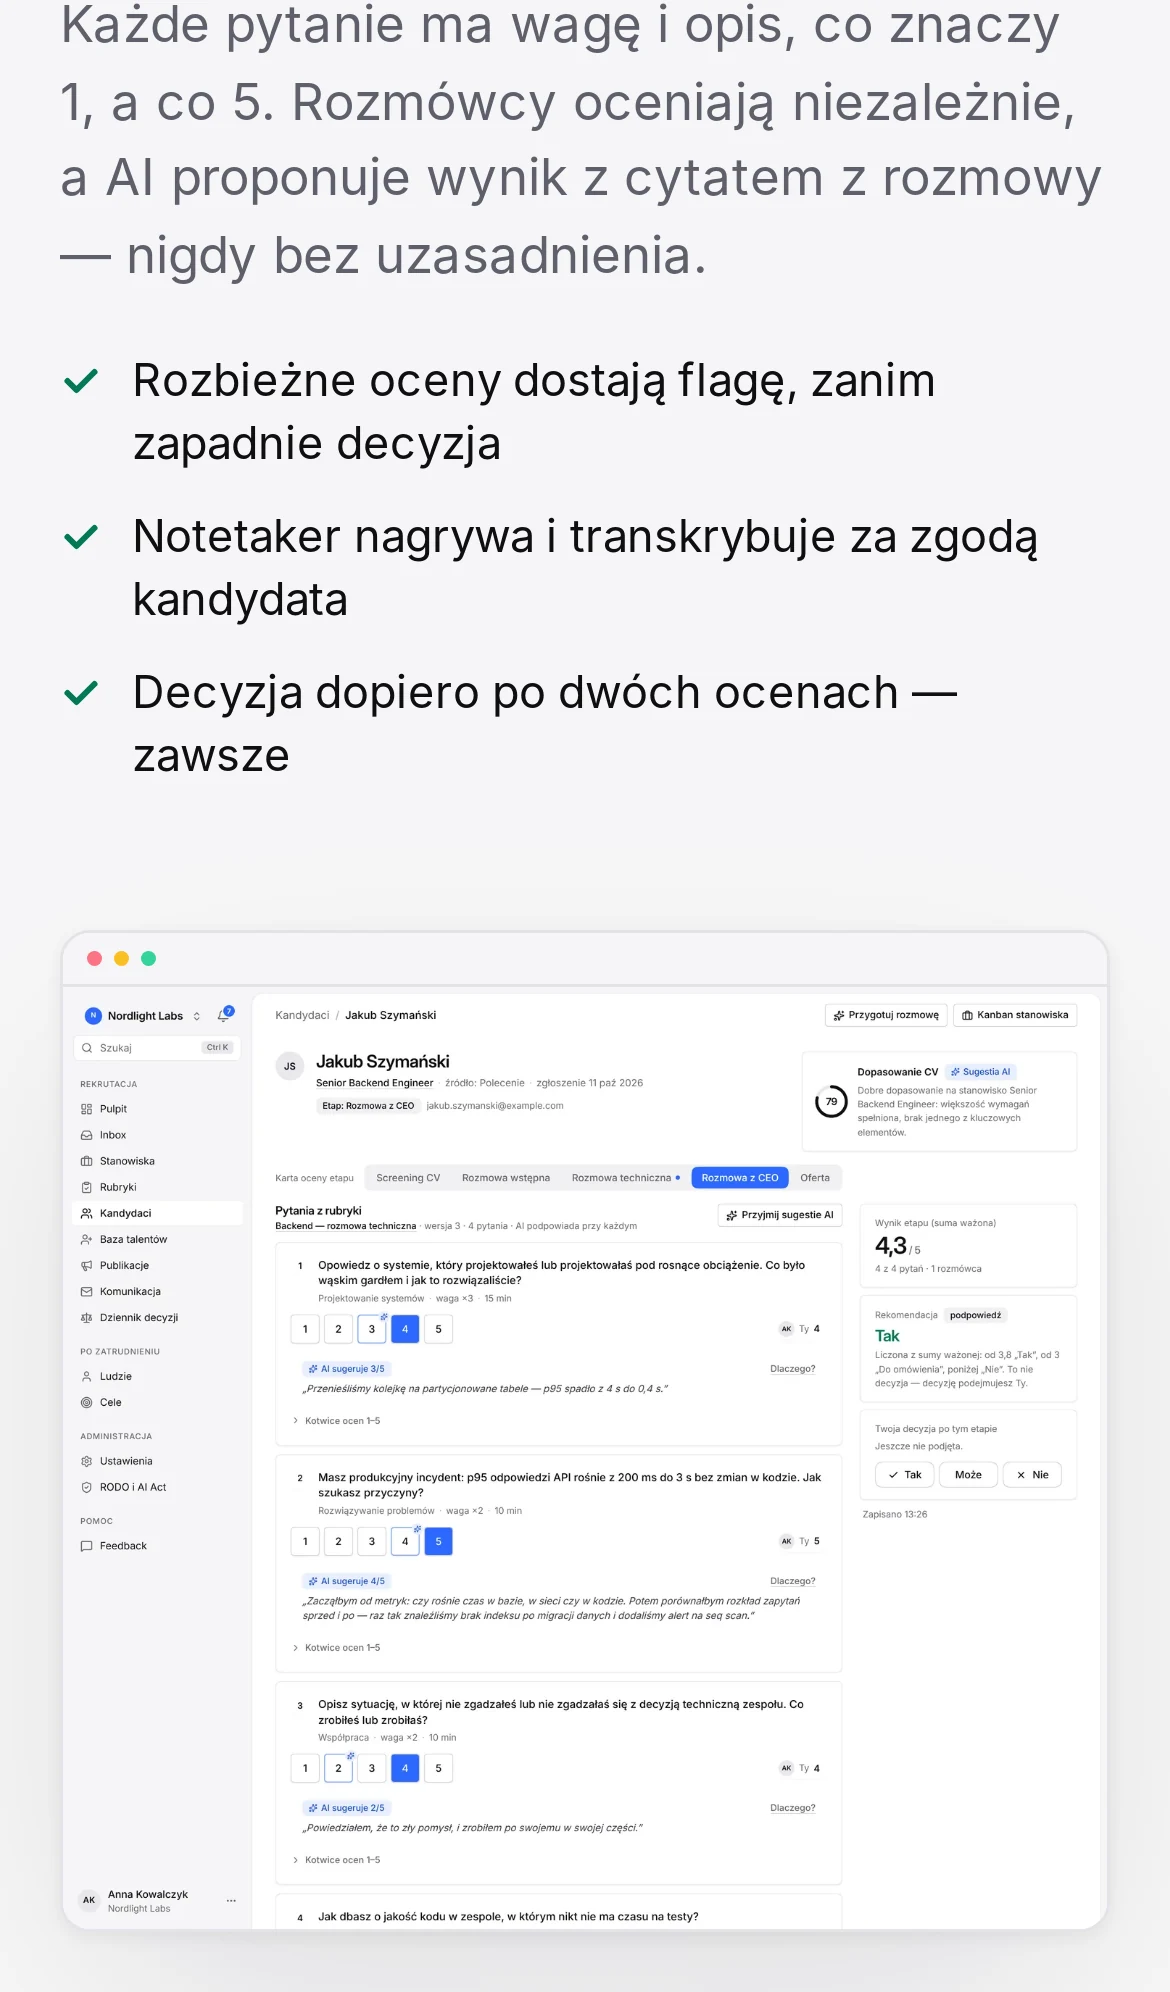 Każde pytanie ma wagę i opis, co znaczy
1, a co 5. Rozmówcy oceniają niezależnie,
a AI proponuje wynik z cytatem z rozmowy
— nigdy bez uzasadnienia.
Rozbieżne oceny dostają flagę, zanim
zapadnie decyzja
Notetaker nagrywa i transkrybuje za zgodą
kandydata
Decyzja dopiero po dwóch ocenach —
zawsze
N Nordlight Labs 7
Szukaj Ctrl K
REKRUTACJA
Pulpit
Inbox
Stanowiska
Rubryki
Kandydaci
Baza talentów
Publikacje
Komunikacja
Dziennik decyzji
PO ZATRUDNIENIU
Ludzie
Cele
ADMINISTRACJA
Ustawienia
RODO i AI Act
POMOC
Feedback
AK Anna Kowalczyk
Nordlight Labs
Kandydaci / Jakub Szymański
Przygotuj rozmowę Kanban stanowiska
JS Jakub Szymański
Senior Backend Engineer · źródło: Polecenie · zgłoszenie 11 paź 2026
Etap: Rozmowa z CEO jakub.szymanski@example.com
79
Dopasowanie CV Sugestia AI
Dobre dopasowanie na stanowisko Senior
Backend Engineer: większość wymagań
spełniona, brak jednego z kluczowych
elementów.
Karta oceny etapu Screening CV Rozmowa wstępna Rozmowa techniczna Rozmowa z CEO Oferta
Pytania z rubryki
Backend — rozmowa techniczna · wersja 3 · 4 pytania · AI podpowiada przy każdym
Przyjmij sugestie AI
1 Opowiedz o systemie, który projektowałeś lub projektowałaś pod rosnące obciążenie. Co było
wąskim gardłem i jak to rozwiązaliście?
Projektowanie systemów · waga ×3 · 15 min
1 2 3 4 5 AK Ty 4
AI sugeruje 3/5 Dlaczego?
„Przenieśliśmy kolejkę na partycjonowane tabele — p95 spadło z 4 s do 0,4 s.”
Kotwice ocen 1–5
2 Masz produkcyjny incydent: p95 odpowiedzi API rośnie z 200 ms do 3 s bez zmian w kodzie. Jak
szukasz przyczyny?
Rozwiązywanie problemów · waga ×2 · 10 min
1 2 3 4 5 AK Ty 5
AI sugeruje 4/5 Dlaczego?
„Zacząłbym od metryk: czy rośnie czas w bazie, w sieci czy w kodzie. Potem porównałbym rozkład zapytań
sprzed i po — raz tak znaleźliśmy brak indeksu po migracji danych i dodaliśmy alert na seq scan.”
Kotwice ocen 1–5
3 Opisz sytuację, w której nie zgadzałeś lub nie zgadzałaś się z decyzją techniczną zespołu. Co
zrobiłeś lub zrobiłaś?
Współpraca · waga ×2 · 10 min
1 2 3 4 5 AK Ty 4
AI sugeruje 2/5 Dlaczego?
„Powiedziałem, że to zły pomysł, i zrobiłem po swojemu w swojej części.”
Kotwice ocen 1–5
4 Jak dbasz o jakość kodu w zespole, w którym nikt nie ma czasu na testy?
Wynik etapu (suma ważona)
4,3 / 5
4 z 4 pytań · 1 rozmówca
Rekomendacja podpowiedź
Tak
Liczona z sumy ważonej: od 3,8 „Tak”, od 3
„Do omówienia”, poniżej „Nie”. To nie
decyzja — decyzję podejmujesz Ty.
Twoja decyzja po tym etapie
Jeszcze nie podjęta.
Tak Może Nie
Zapisano 13:26